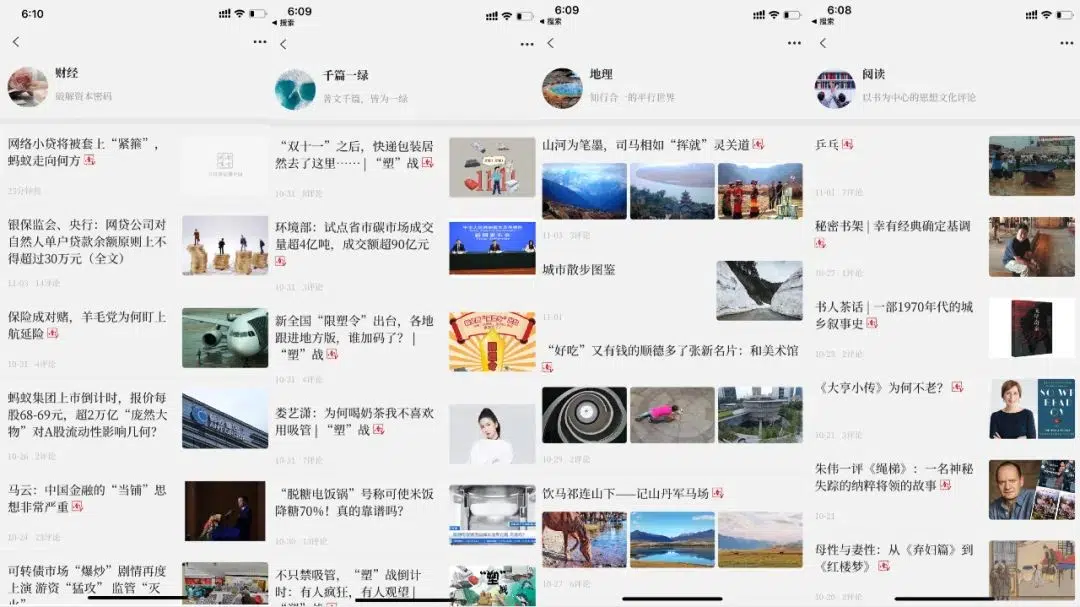 6:10
财经
破解资本密码
网络小贷将被套上“紧箍”，
蚂蚁走向何方
23分钟前
银保监会、央行：网贷公司对
自然人单户贷款余额原则上不
得超过30万元（全文）
11-03 14评论
保险成对赌，羊毛党为何盯上
航延险
10-31 4评论
蚂蚁集团上市倒计时，报价每
股68-69元，超2万亿“庞然大
物”对A股流动性影响几何？
10-26 2评论
马云：中国金融的“当铺”思
想非常严重
10-24 23评论
可转债市场“爆炒”剧情再度
上演 游资“猛攻” 监管“灭
6:09
搜索
千篇一绿
著文千篇，皆为一绿
“双十一”之后，快递包装居
然去了这里……| “塑”战
10-31 8评论
环境部：试点省市碳市场成交
量超4亿吨，成交额超90亿元
10-31 3评论
新全国“限塑令”出台，各地
跟进地方版，谁加码了？ |
“塑”战
10-31 4评论
娄艺潇：为何喝奶茶我不喜欢
用吸管 | “塑”战
10-31 7评论
“脱糖电饭锅”号称可使米饭
降糖70%！真的靠谱吗？
10-30 13评论
不只禁吸管，“塑”战倒计
时：有人疯狂，有人观望 |
6:09
搜索
地理
知行合一的平行世界
山河为笔墨，司马相如“挥就”灵关道
11-03 3评论
城市散步图鉴
11-01
“好吃”又有钱的顺德多了张新名片：和美术馆
10-29 2评论
饮马祁连山下——记山丹军马场
10-27 6评论
6:08
搜索
阅读
以书为中心的思想文化评论
乒乓
11-01 7评论
秘密书架 | 幸有经典确定基调
10-27 1评论
书人茶话 | 一部1970年代的城
乡叙事史
10-23 2评论
《大亨小传》为何不老？
10-21 3评论
朱伟一评《绳梯》：一名神秘
失踪的纳粹将领的故事
10-21
母性与妻性：从《弃妇篇》到
《红楼梦》
10-20 2评论